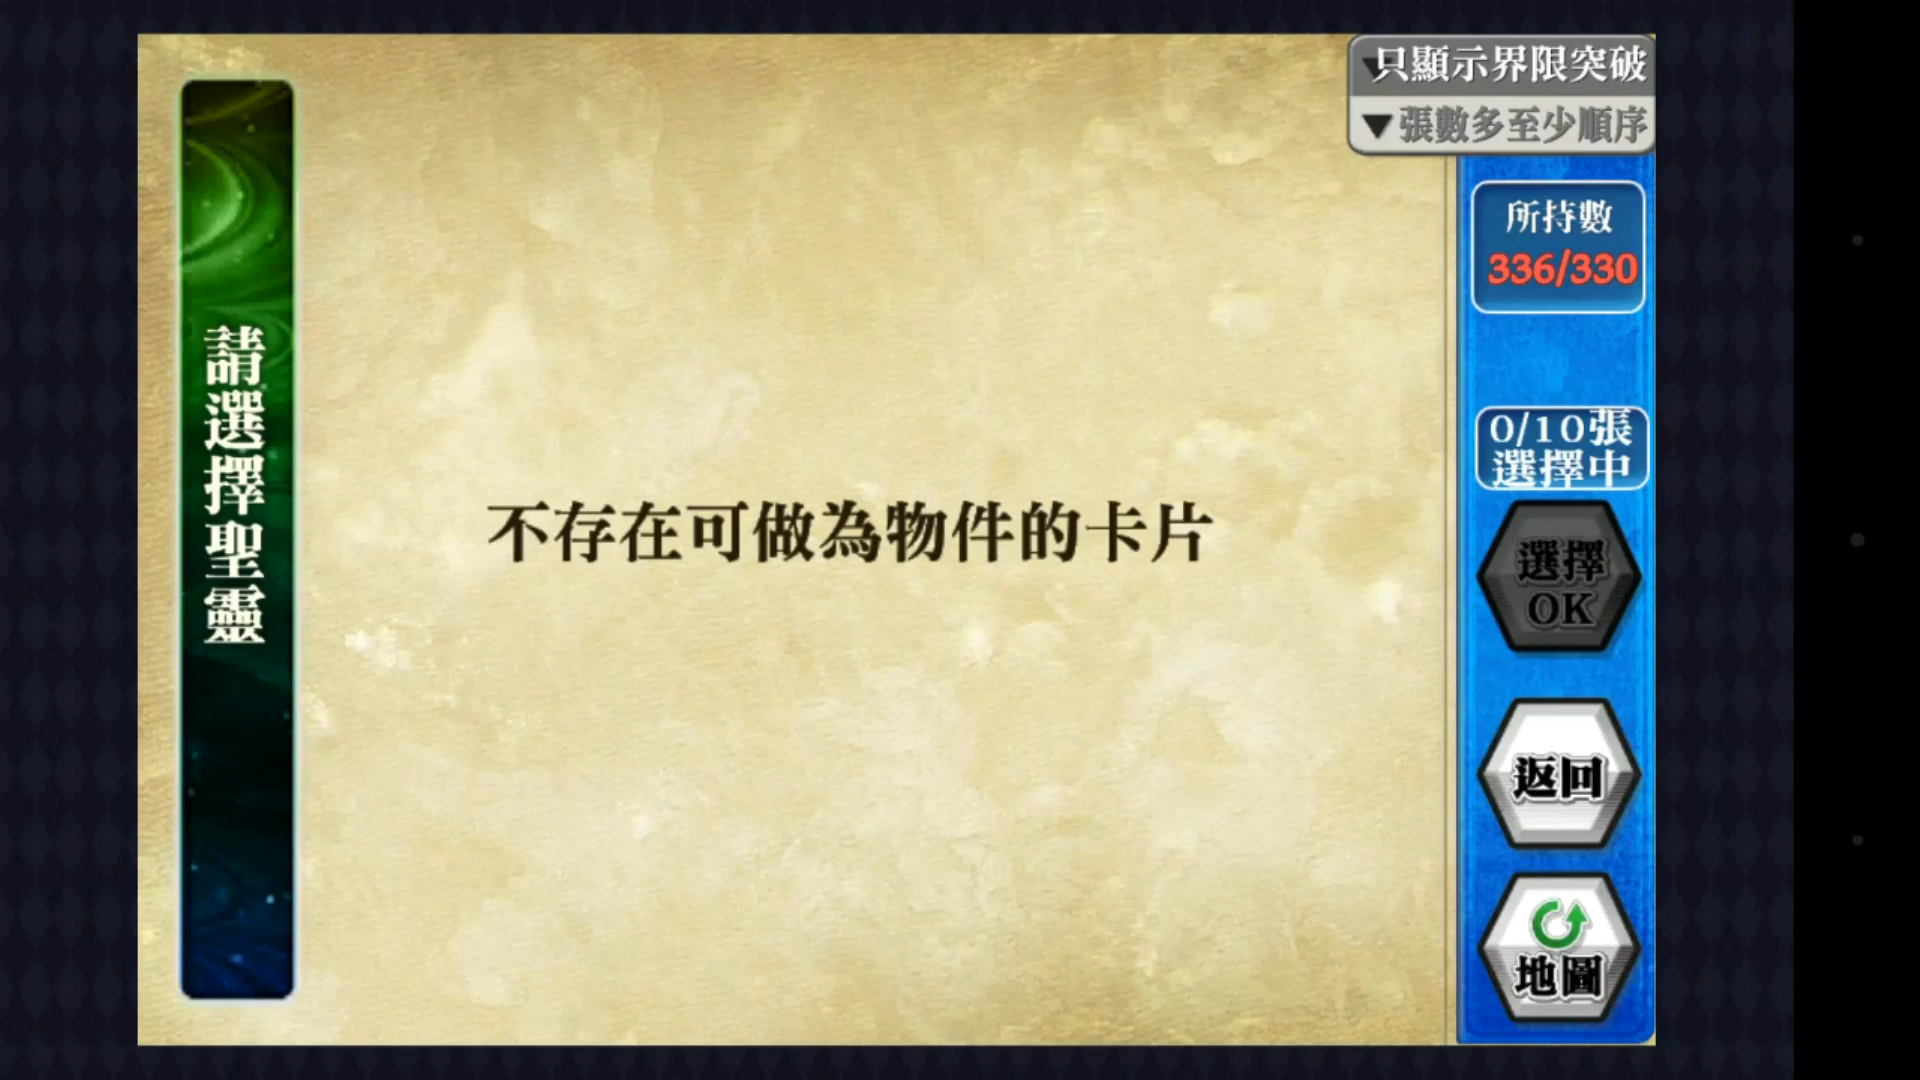 請選擇聖靈
不存在可做為物件的卡片
只顯示界限突破
▼張數多至少順序
所持數
336/330
0/10張
選擇中
選擇
OK
返回
地圖